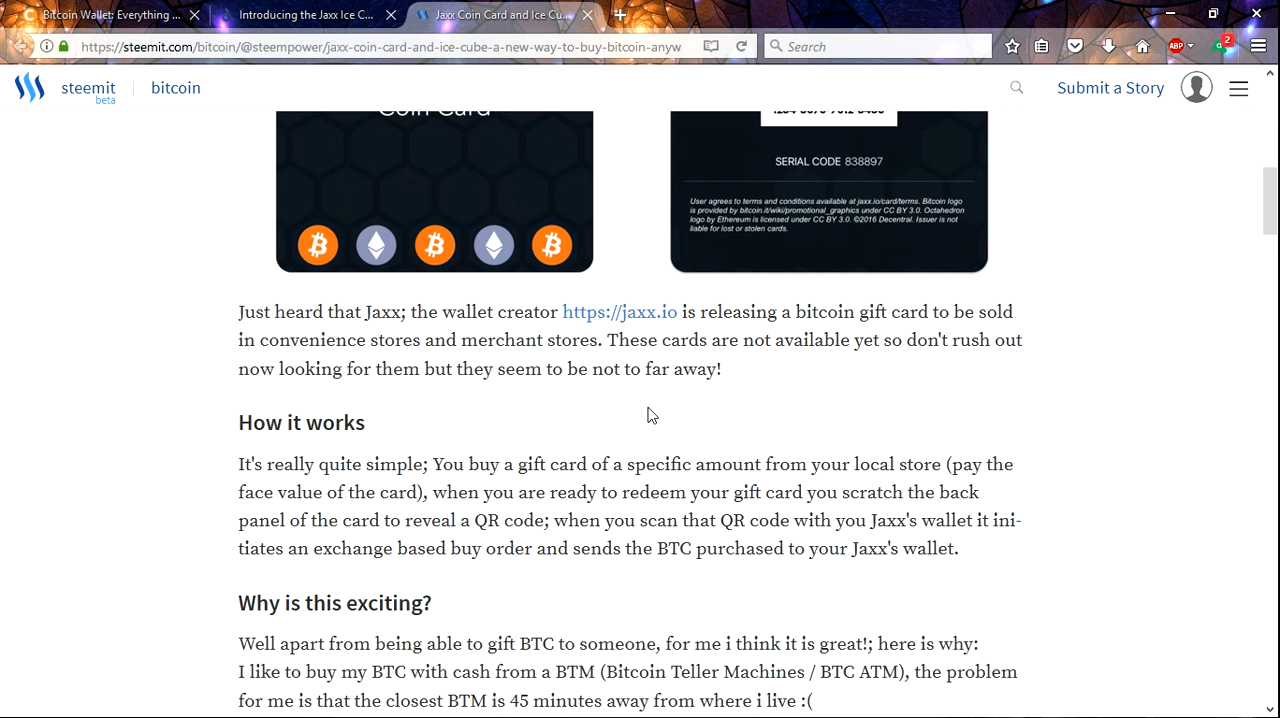 Bitcoin Wallet: Everything ...
Introducing the Jaxx Ice C...
Jaxx Coin Card and Ice Cu...
https://steemit.com/bitcoin/@steempower/jaxx-coin-card-and-ice-cube-a-new-way-to-buy-bitcoin-anyw
Search
ABP
2
steemit
beta
bitcoin
Submit a Story
Coin Card
SERIAL CODE 838897
User agrees to terms and conditions available at jaxx.io/card/terms. Bitcoin logo
is provided by bitcoin.it/wiki/promotional_graphics under CC BY 3.0. Octahedron
logo by Ethereum is licensed under CC BY 3.0. ©2016 Decentral. Issuer is not
liable for lost or stolen cards.
Just heard that Jaxx; the wallet creator https://jaxx.io is releasing a bitcoin gift card to be sold
in convenience stores and merchant stores. These cards are not available yet so don't rush out
now looking for them but they seem to be not to far away!
How it works
It's really quite simple; You buy a gift card of a specific amount from your local store (pay the
face value of the card), when you are ready to redeem your gift card you scratch the back
panel of the card to reveal a QR code; when you scan that QR code with you Jaxx's wallet it ini-
tiates an exchange based buy order and sends the BTC purchased to your Jaxx's wallet.
Why is this exciting?
Well apart from being able to gift BTC to someone, for me i think it is great!; here is why:
I like to buy my BTC with cash from a BTM (Bitcoin Teller Machines / BTC ATM), the problem
for me is that the closest BTM is 45 minutes away from where i live :(